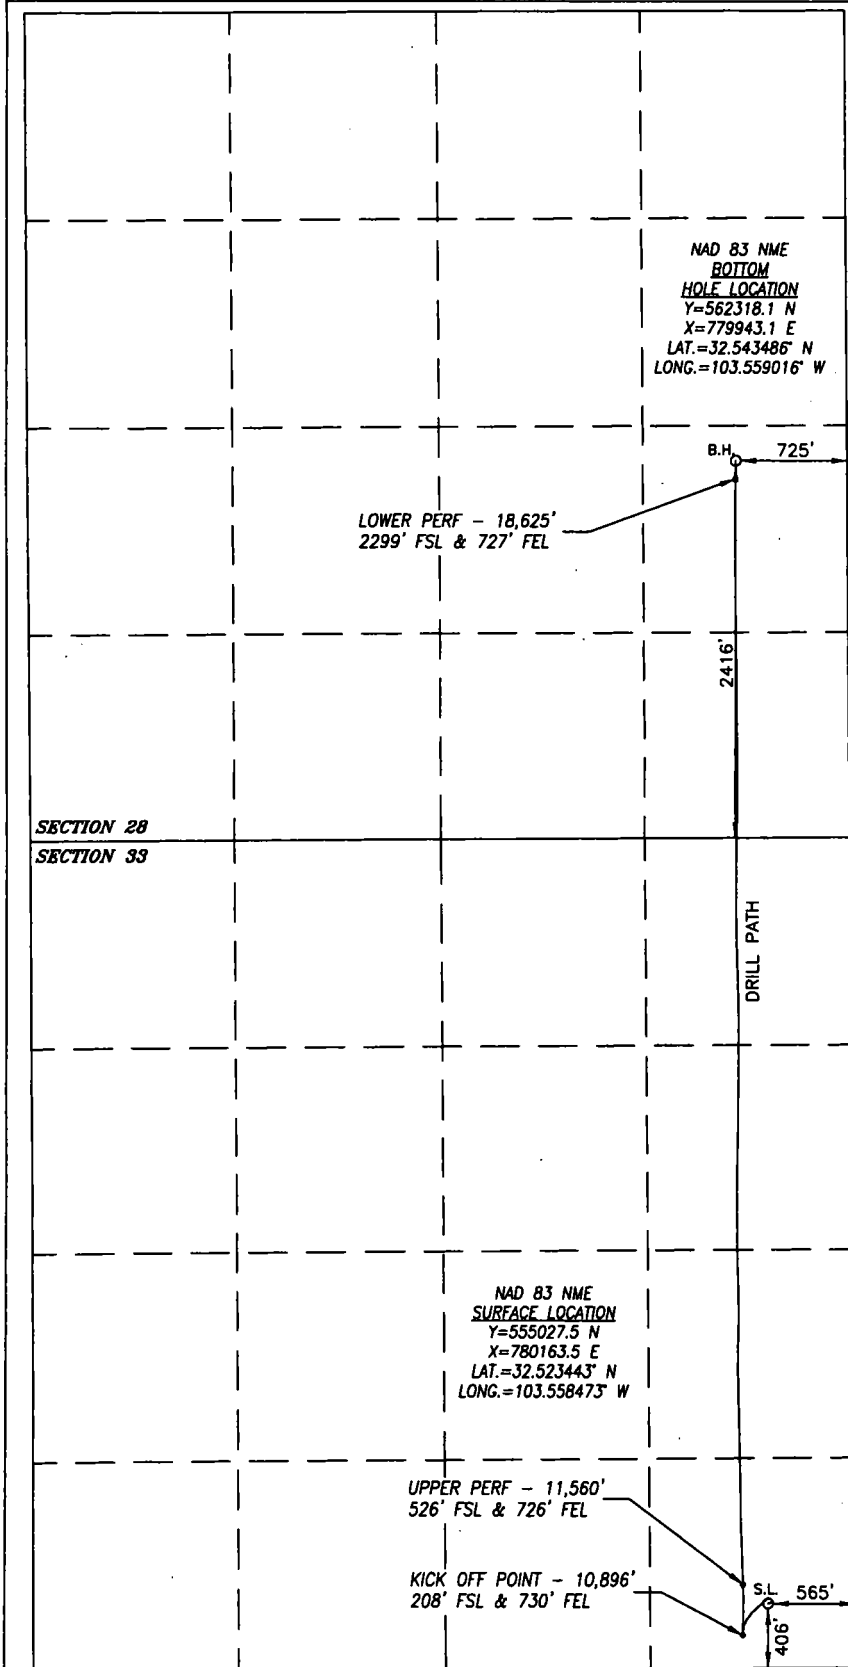 NAD 83 NME
BOTTOM
HOLE LOCATION
Y=562318.1 N
X=779943.1 E
LAT.=32.543486° N
LONG.=103.559016° W
B.H.
725'
LOWER PERF - 18,625'
2299' FSL & 727' FEL
2416'
SECTION 28
SECTION 33
DRILL PATH
NAD 83 NME
SURFACE LOCATION
Y=555027.5 N
X=780163.5 E
LAT.=32.523443° N
LONG.=103.558473° W
UPPER PERF - 11,560'
526' FSL & 726' FEL
KICK OFF POINT - 10,896'
208' FSL & 730' FEL
S.L.
565'
406'